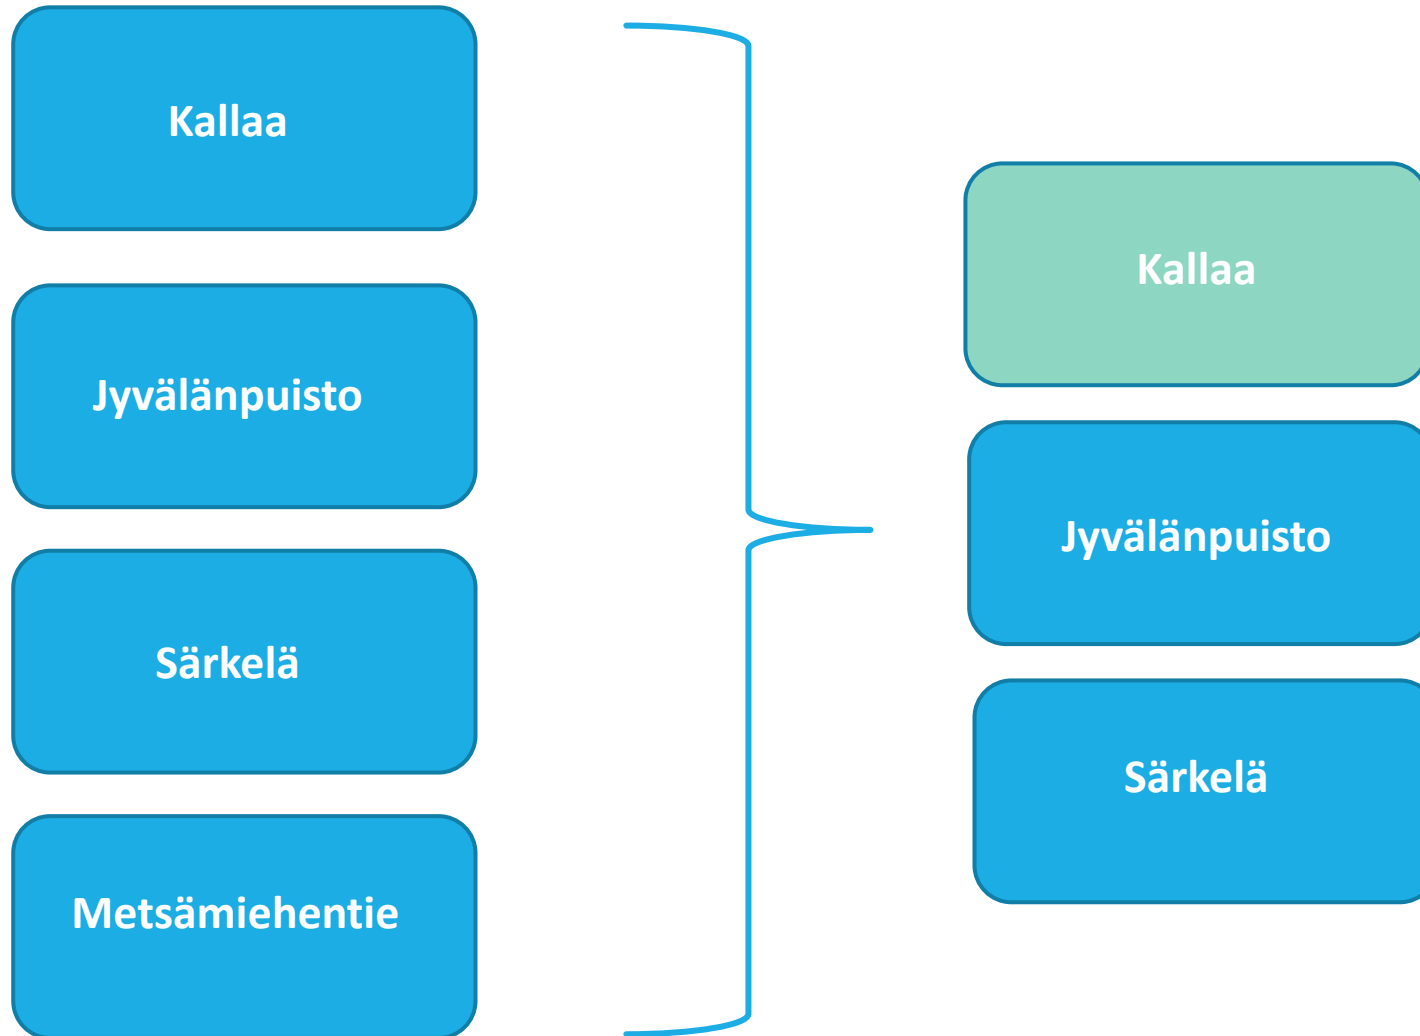 Kallaa
Jyvälänpuisto
Särkelä
Metsämiehentie
Kallaa
Jyvälänpuisto
Särkelä